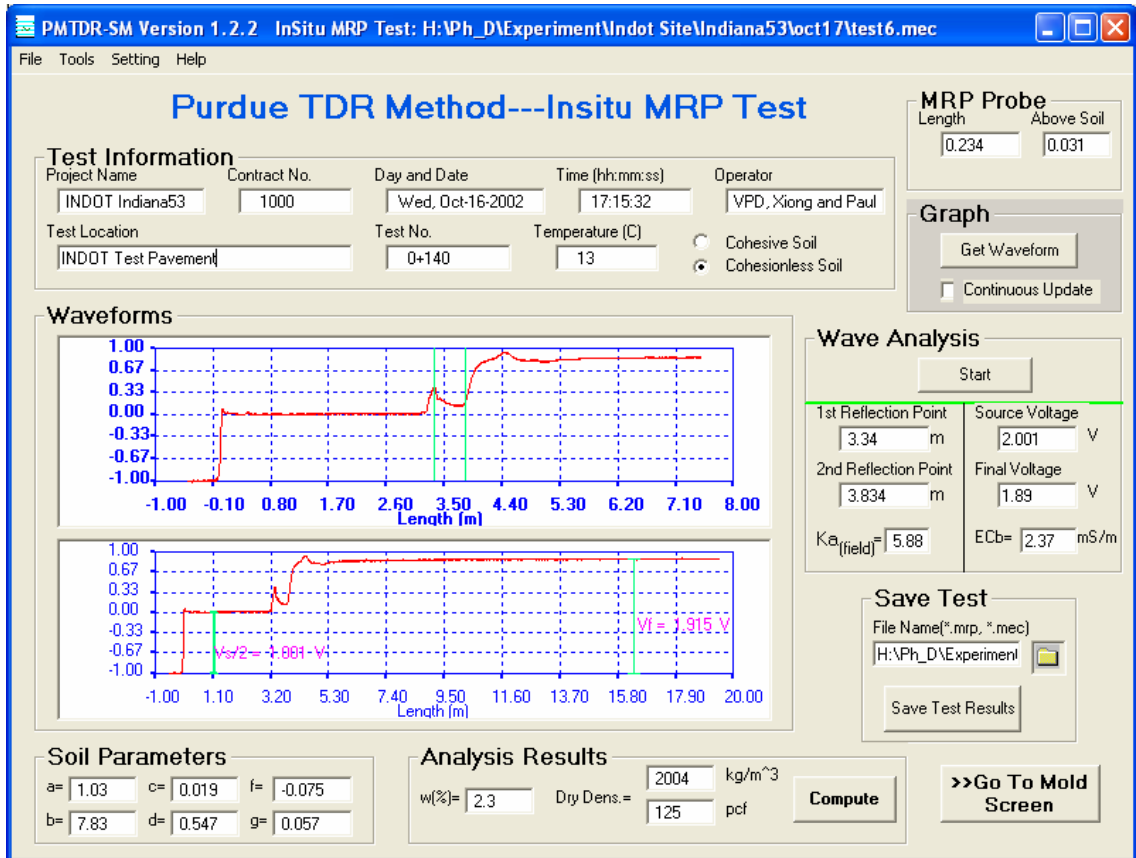 PMTDR-SM Version 1.2.2 InSitu MRP Test: H:\Ph_D\Experiment\Indot Site\Indiana53\oct17\test6.mec
File Tools Setting Help
Purdue TDR Method---Insitu MRP Test
MRP Probe
Length Above Soil
0.234 0.031
Test Information
Project Name Contract No. Day and Date Time (hh:mm:ss) Operator
INDOT Indiana53 1000 Wed, Oct-16-2002 17:15:32 VPD, Xiong and Paul
Test Location Test No. Temperature (C)
INDOT Test Pavement 0+140 13
Cohesive Soil
Cohesionless Soil
Graph
Get Waveform
Continuous Update
Waveforms
1.00
0.67
0.33
0.00
-0.33
-0.67
-1.00
-1.00 -0.10 0.80 1.70 2.60 3.50 4.40 5.30 6.20 7.10 8.00
Length (m)
1.00
0.67
0.33
0.00
-0.33
-0.67
-1.00
Vs/2 = 1.001 V
Vf = 1.915 V
-1.00 1.10 3.20 5.30 7.40 9.50 11.60 13.70 15.80 17.90 20.00
Length (m)
Wave Analysis
Start
1st Reflection Point Source Voltage
3.34 m 2.001 V
2nd Reflection Point Final Voltage
3.834 m 1.89 V
Ka(field)= 5.88 ECb= 2.37 mS/m
Save Test
File Name(*.mrp, *.mec)
H:\Ph_D\Experiment
Save Test Results
Soil Parameters
a= 1.03 c= 0.019 f= -0.075
b= 7.83 d= 0.547 g= 0.057
Analysis Results
w(%)= 2.3 Dry Dens.= 2004 kg/m^3
125 pcf
Compute
>>Go To Mold
Screen